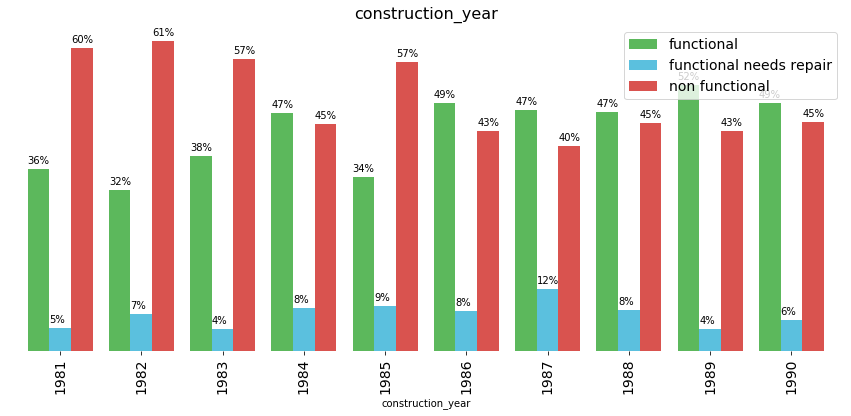 construction_year
functional
functional needs repair
non functional
36% 5% 60%
32% 7% 61%
38% 4% 57%
47% 8% 45%
34% 9% 57%
49% 8% 43%
47% 12% 40%
47% 8% 45%
52% 4% 43%
49% 6% 45%
1981 1982 1983 1984 1985 1986 1987 1988 1989 1990
construction_year